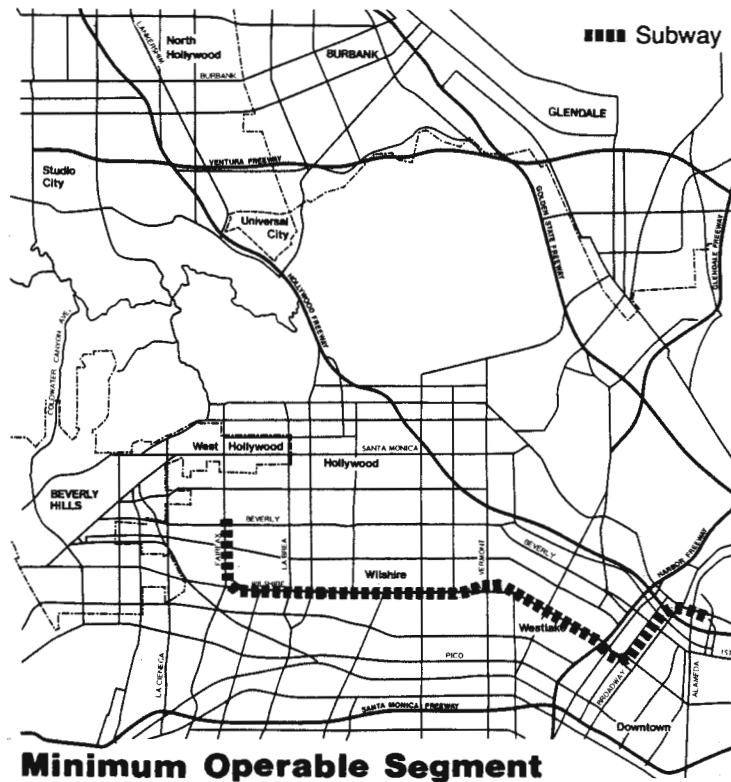 Subway
LANKERSHIM
North
Hollywood
BURBANK
BURBANK
GLENDALE
VENTURA FREEWAY
Studio
City
Universal
City
GOLDEN STATE FREEWAY
GLENDALE FREEWAY
HOLLYWOOD FREEWAY
COLDWATER CANYON AVE.
West
Hollywood
SANTA MONICA
Hollywood
BEVERLY
HILLS
BEVERLY
FAIRFAX
LA BREA
VERMONT
BEVERLY
HARBOR FREEWAY
Wilshire
WILSHIRE
Westlake
1ST
PICO
LA CIENEGA
BROADWAY
ALAMEDA
SANTA MONICA FREEWAY
Downtown
Minimum Operable Segment